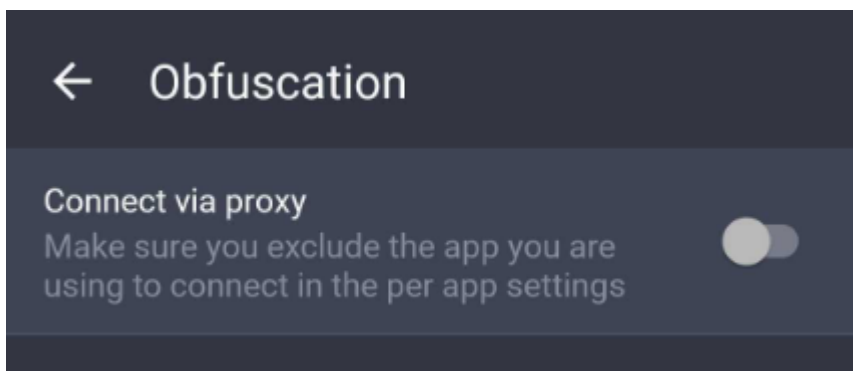 Obfuscation
Connect via proxy
Make sure you exclude the app you are
using to connect in the per app settings